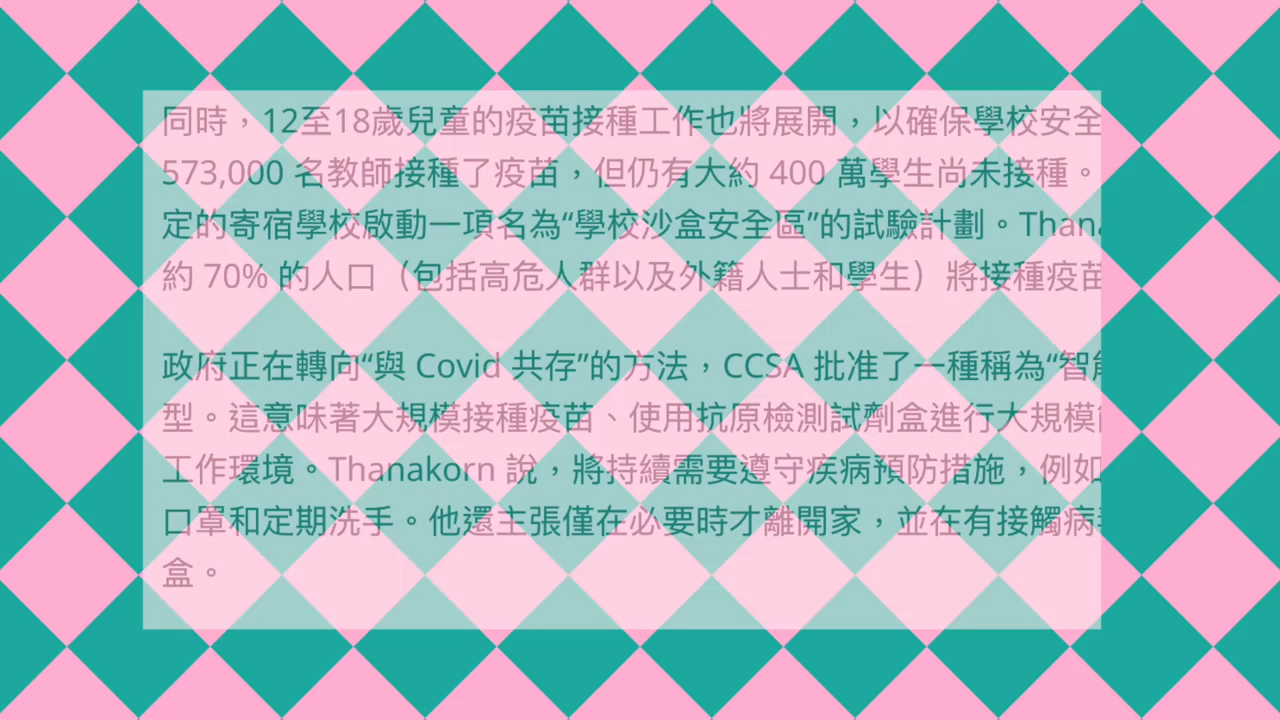 同時，12至18歲兒童的疫苗接種工作也將展開，以確保學校安全
573,000 名教師接種了疫苗，但仍有大約 400 萬學生尚未接種。
定的寄宿學校啟動一項名為“學校沙盒安全區”的試驗計劃。Thana
約 70% 的人口（包括高危人群以及外籍人士和學生）將接種疫苗
政府正在轉向“與 Covid 共存”的方法，CCSA 批准了一種稱為“智能
型。這意味著大規模接種疫苗、使用抗原檢測試劑盒進行大規模
工作環境。Thanakorn 說，將持續需要遵守疾病預防措施，例如
口罩和定期洗手。他還主張僅在必要時才離開家，並在有接觸病
盒。